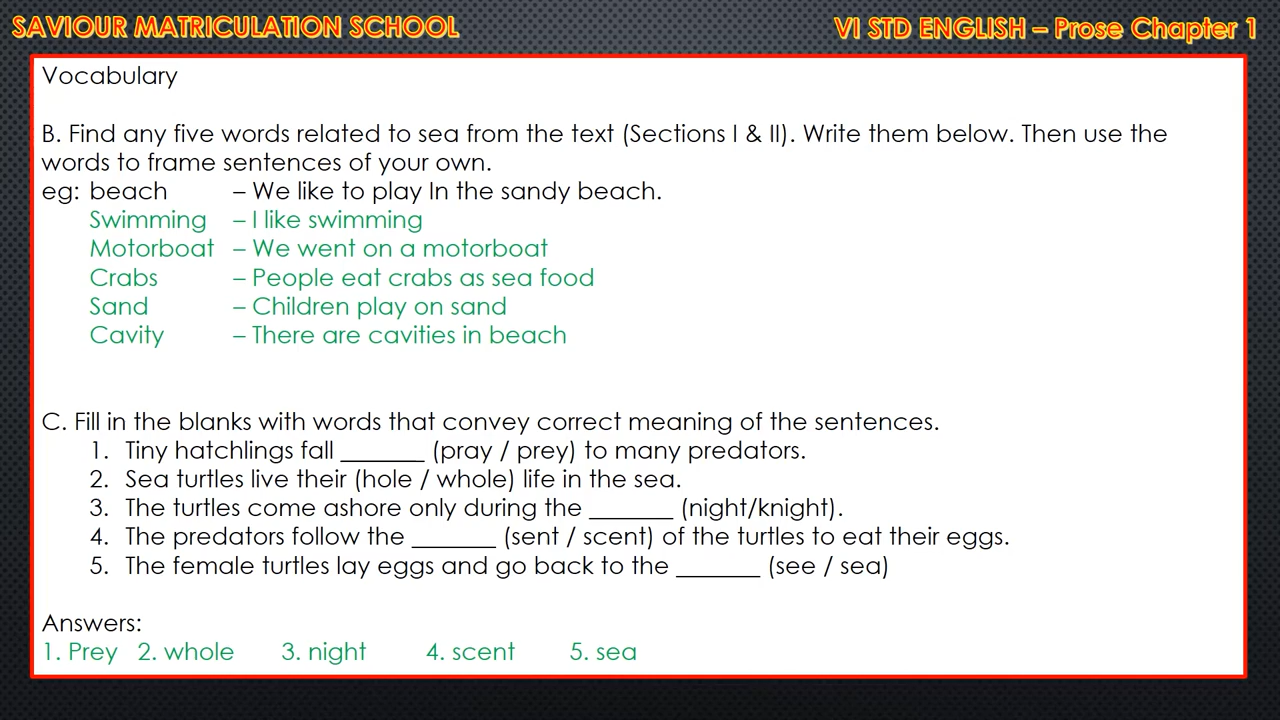 SAVIOUR MATRICULATION SCHOOL
VI STD ENGLISH – Prose Chapter 1
Vocabulary
B. Find any five words related to sea from the text (Sections I & II). Write them below. Then use the
words to frame sentences of your own.
eg: beach – We like to play In the sandy beach.
Swimming – I like swimming
Motorboat – We went on a motorboat
Crabs – People eat crabs as sea food
Sand – Children play on sand
Cavity – There are cavities in beach
C. Fill in the blanks with words that convey correct meaning of the sentences.
1. Tiny hatchlings fall _______ (pray / prey) to many predators.
2. Sea turtles live their (hole / whole) life in the sea.
3. The turtles come ashore only during the _______ (night/knight).
4. The predators follow the _______ (sent / scent) of the turtles to eat their eggs.
5. The female turtles lay eggs and go back to the _______ (see / sea)
Answers:
1. Prey 2. whole 3. night 4. scent 5. sea